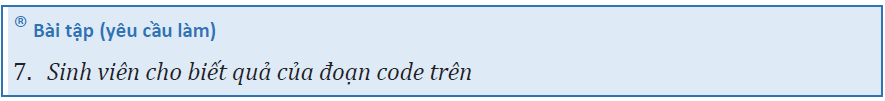 ® Bài tập (yêu cầu làm)
7. Sinh viên cho biết quả của đoạn code trên